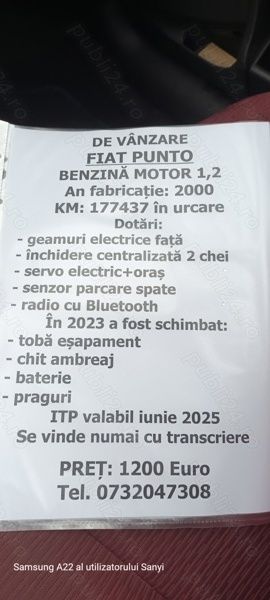 DE VÂNZARE
FIAT PUNTO
BENZINĂ MOTOR 1,2
An fabricație: 2000
KM: 177437 în urcare
Dotări:
- geamuri electrice față
- închidere centralizată 2 chei
- servo electric+oraș
- senzor parcare spate
- radio cu Bluetooth
În 2023 a fost schimbat:
- tobă eșapament
- chit ambreaj
- baterie
- praguri
ITP valabil iunie 2025
Se vinde numai cu transcriere
PREȚ: 1200 Euro
Tel. 0732047308
Samsung A22 al utilizatorului Sanyi
publi24.ro